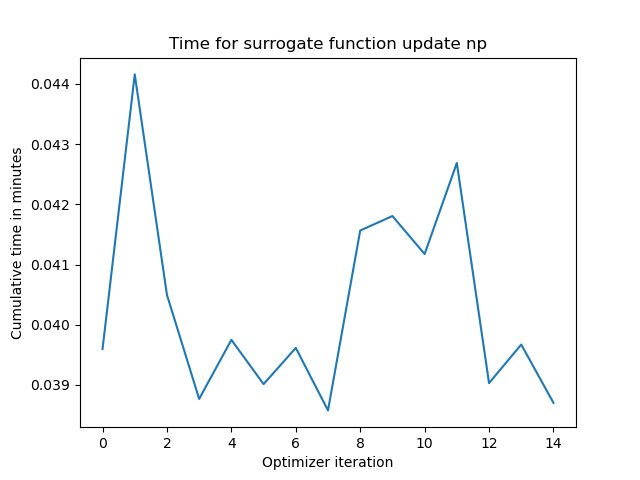 Time for surrogate function update np
0.044
0.043
0.042
0.041
0.040
0.039
Cumulative time in minutes
0 2 4 6 8 10 12 14
Optimizer iteration